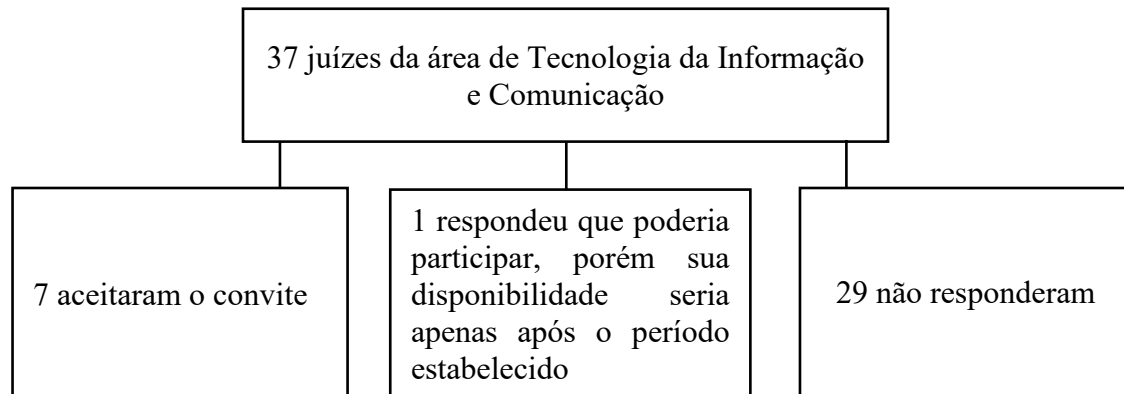 37 juízes da área de Tecnologia da Informação
e Comunicação
7 aceitaram o convite
1 respondeu que poderia
participar, porém sua
disponibilidade seria
apenas após o período
estabelecido
29 não responderam